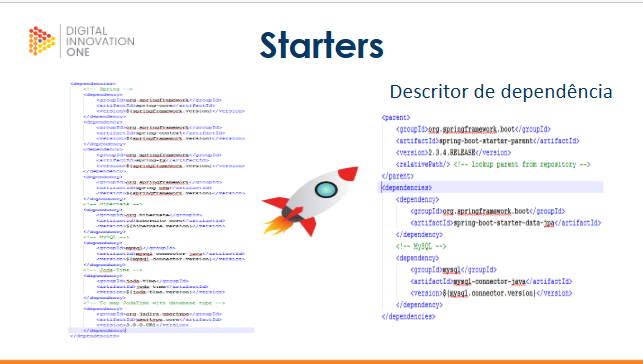 DIGITAL
INNOVATION
ONE
Starters
<dependencies>
<!-- Spring -->
<dependency>
<groupId>org.springframework</groupId>
<artifactId>spring-core</artifactId>
<version>${spring.framework.version}</version>
</dependency>
<dependency>
<groupId>org.springframework</groupId>
<artifactId>spring-context</artifactId>
<version>${spring.framework.version}</version>
</dependency>
<dependency>
<groupId>org.springframework</groupId>
<artifactId>spring-tx</artifactId>
<version>${spring.framework.version}</version>
</dependency>
<dependency>
<groupId>org.springframework</groupId>
<artifactId>spring-orm</artifactId>
<version>${spring.framework.version}</version>
</dependency>
<!-- Hibernate -->
<dependency>
<groupId>org.hibernate</groupId>
<artifactId>hibernate-core</artifactId>
<version>${hibernate.version}</version>
</dependency>
<!-- MySQL -->
<dependency>
<groupId>mysql</groupId>
<artifactId>mysql-connector-java</artifactId>
<version>${mysql.connector.version}</version>
</dependency>
<!-- Joda-Time -->
<dependency>
<groupId>joda-time</groupId>
<artifactId>joda-time</artifactId>
<version>${joda-time.version}</version>
</dependency>
<!-- To map JodaTime with database type -->
<dependency>
<groupId>org.jadira.usertype</groupId>
<artifactId>usertype.core</artifactId>
<version>3.0.0.CR1</version>
</dependency>
</dependencies>
Descritor de dependência
<parent>
<groupId>org.springframework.boot</groupId>
<artifactId>spring-boot-starter-parent</artifactId>
<version>2.3.4.RELEASE</version>
<relativePath/> <!-- lookup parent from repository -->
</parent>
<dependencies>
<dependency>
<groupId>org.springframework.boot</groupId>
<artifactId>spring-boot-starter-data-jpa</artifactId>
</dependency>
<!-- MySQL -->
<dependency>
<groupId>mysql</groupId>
<artifactId>mysql-connector-java</artifactId>
<version>${mysql.connector.version}</version>
</dependency>
</dependencies>